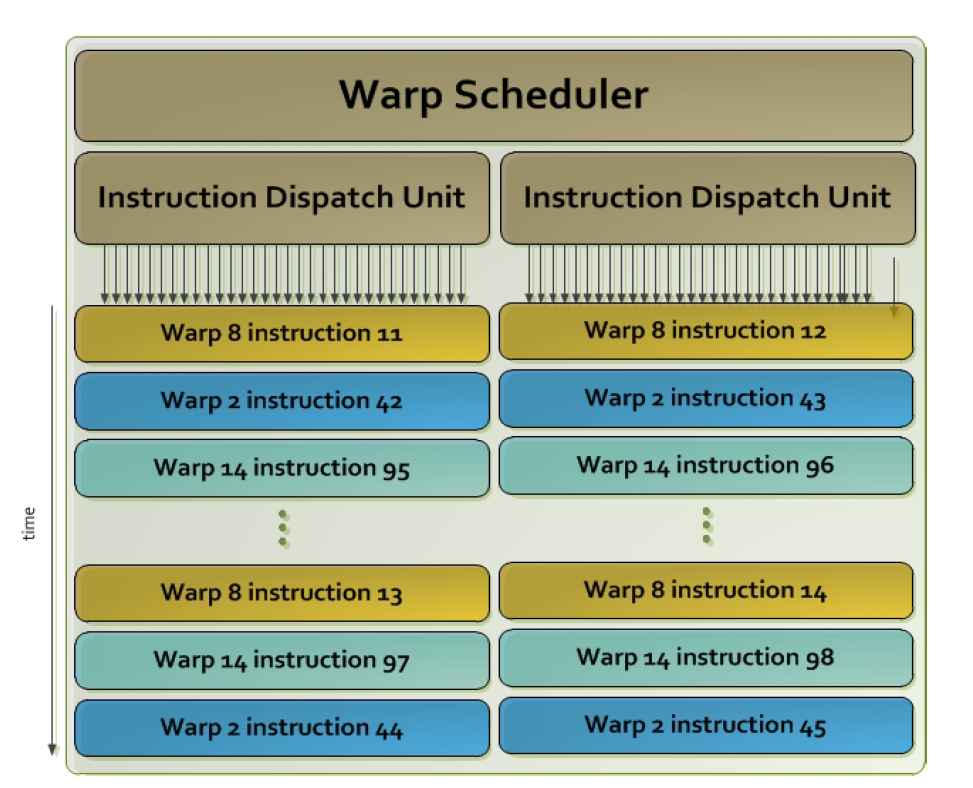 Warp Scheduler
Instruction Dispatch Unit
Instruction Dispatch Unit
Warp 8 instruction 11
Warp 8 instruction 12
Warp 2 instruction 42
Warp 2 instruction 43
Warp 14 instruction 95
Warp 14 instruction 96
time
Warp 8 instruction 13
Warp 8 instruction 14
Warp 14 instruction 97
Warp 14 instruction 98
Warp 2 instruction 44
Warp 2 instruction 45